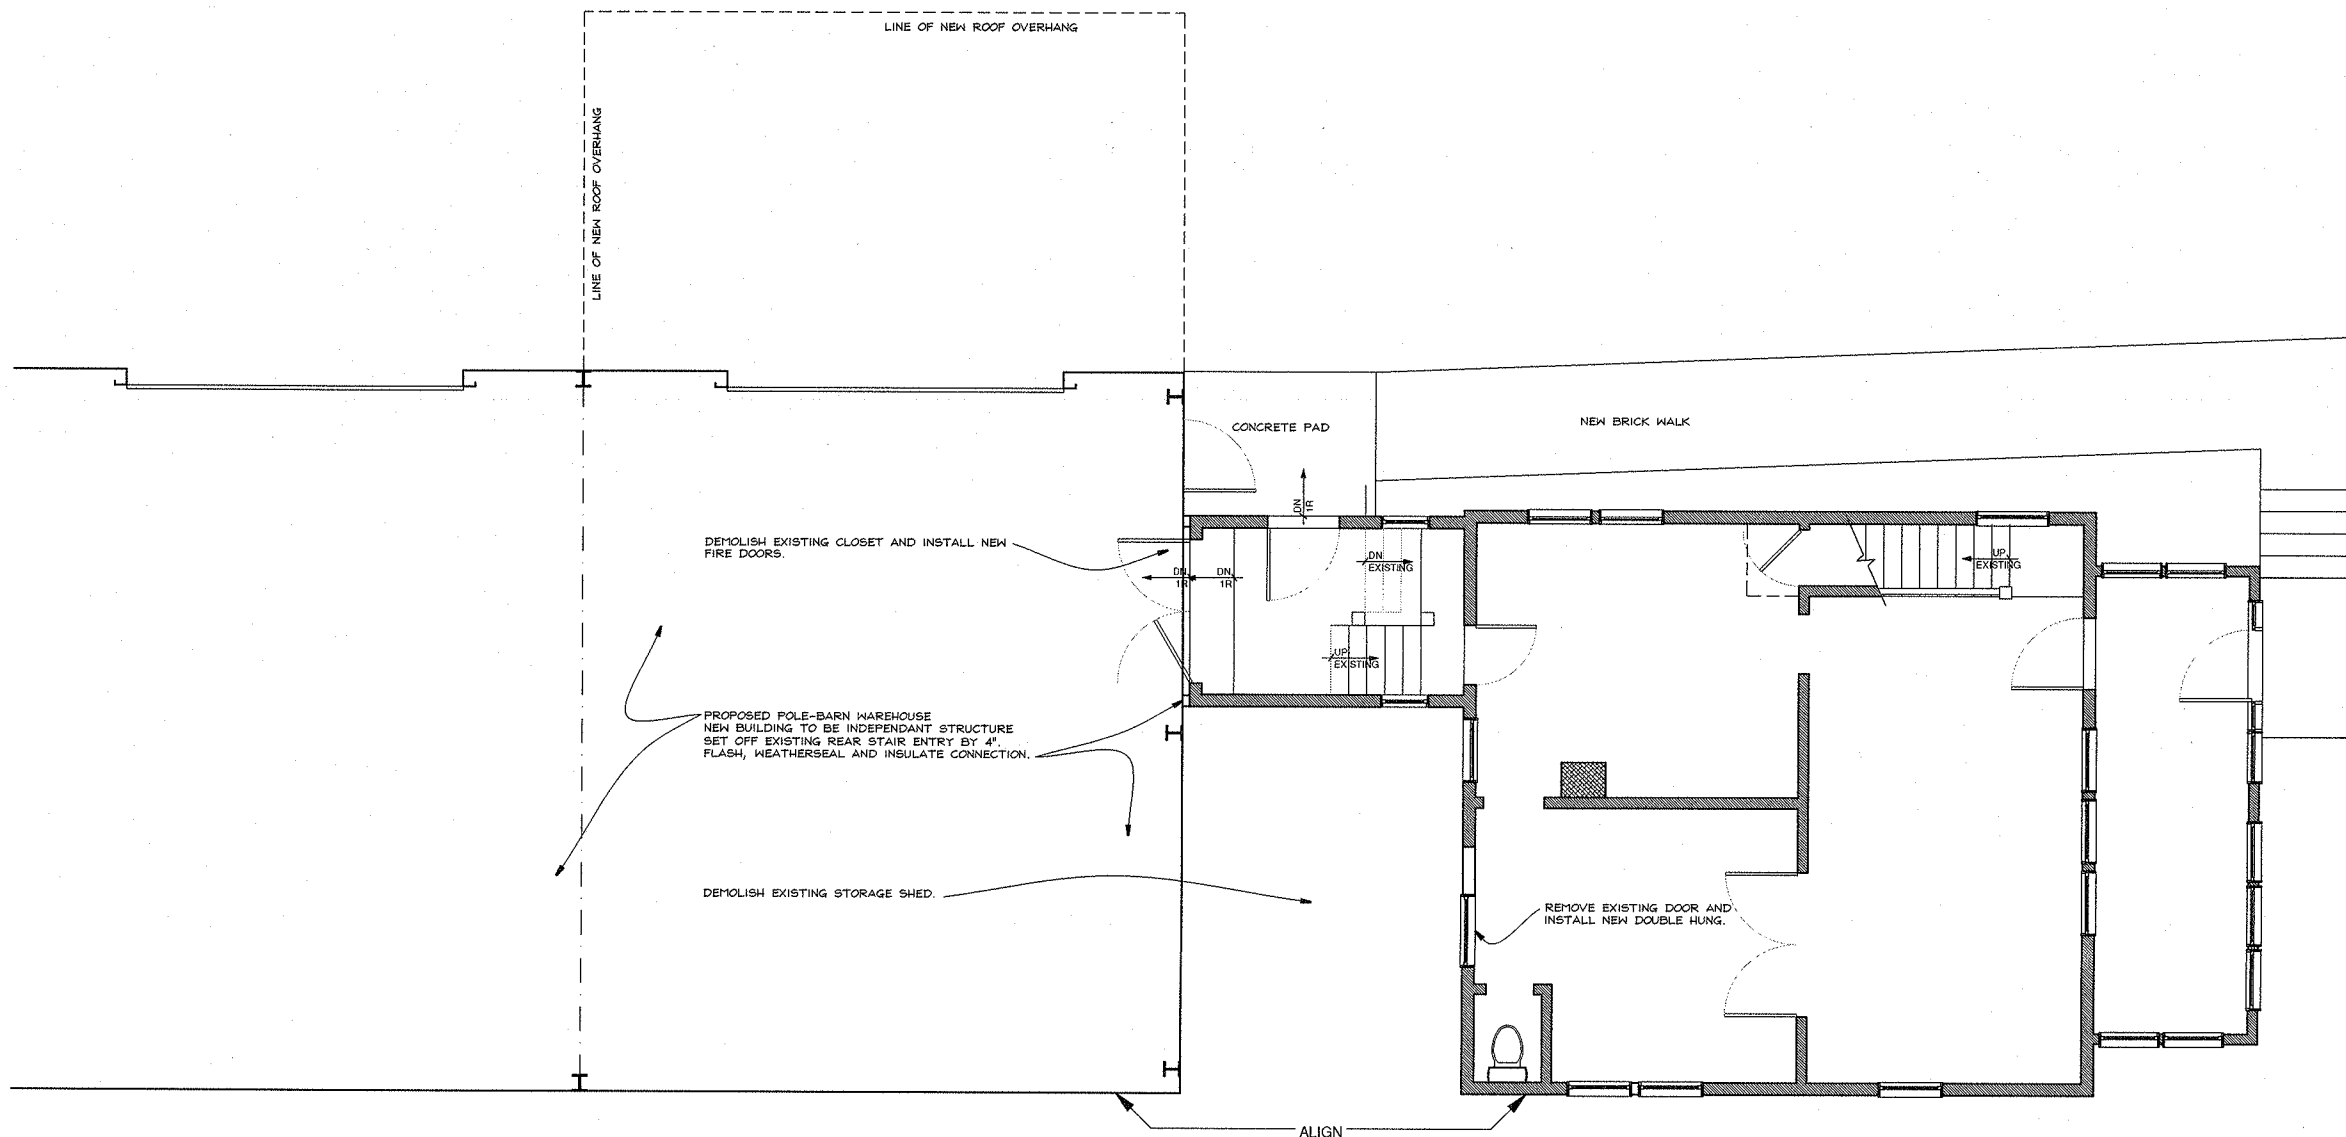 LINE OF NEW ROOF OVERHANG
LINE OF NEW ROOF OVERHANG
CONCRETE PAD
NEW BRICK WALK
DN
1R
DEMOLISH EXISTING CLOSET AND INSTALL NEW
FIRE DOORS.
DN
1R
DN
1R
DN
EXISTING
UP
EXISTING
UP
EXISTING
PROPOSED POLE-BARN WAREHOUSE
NEW BUILDING TO BE INDEPENDANT STRUCTURE
SET OFF EXISTING REAR STAIR ENTRY BY 4".
FLASH, WEATHERSEAL AND INSULATE CONNECTION.
DEMOLISH EXISTING STORAGE SHED.
REMOVE EXISTING DOOR AND
INSTALL NEW DOUBLE HUNG.
ALIGN